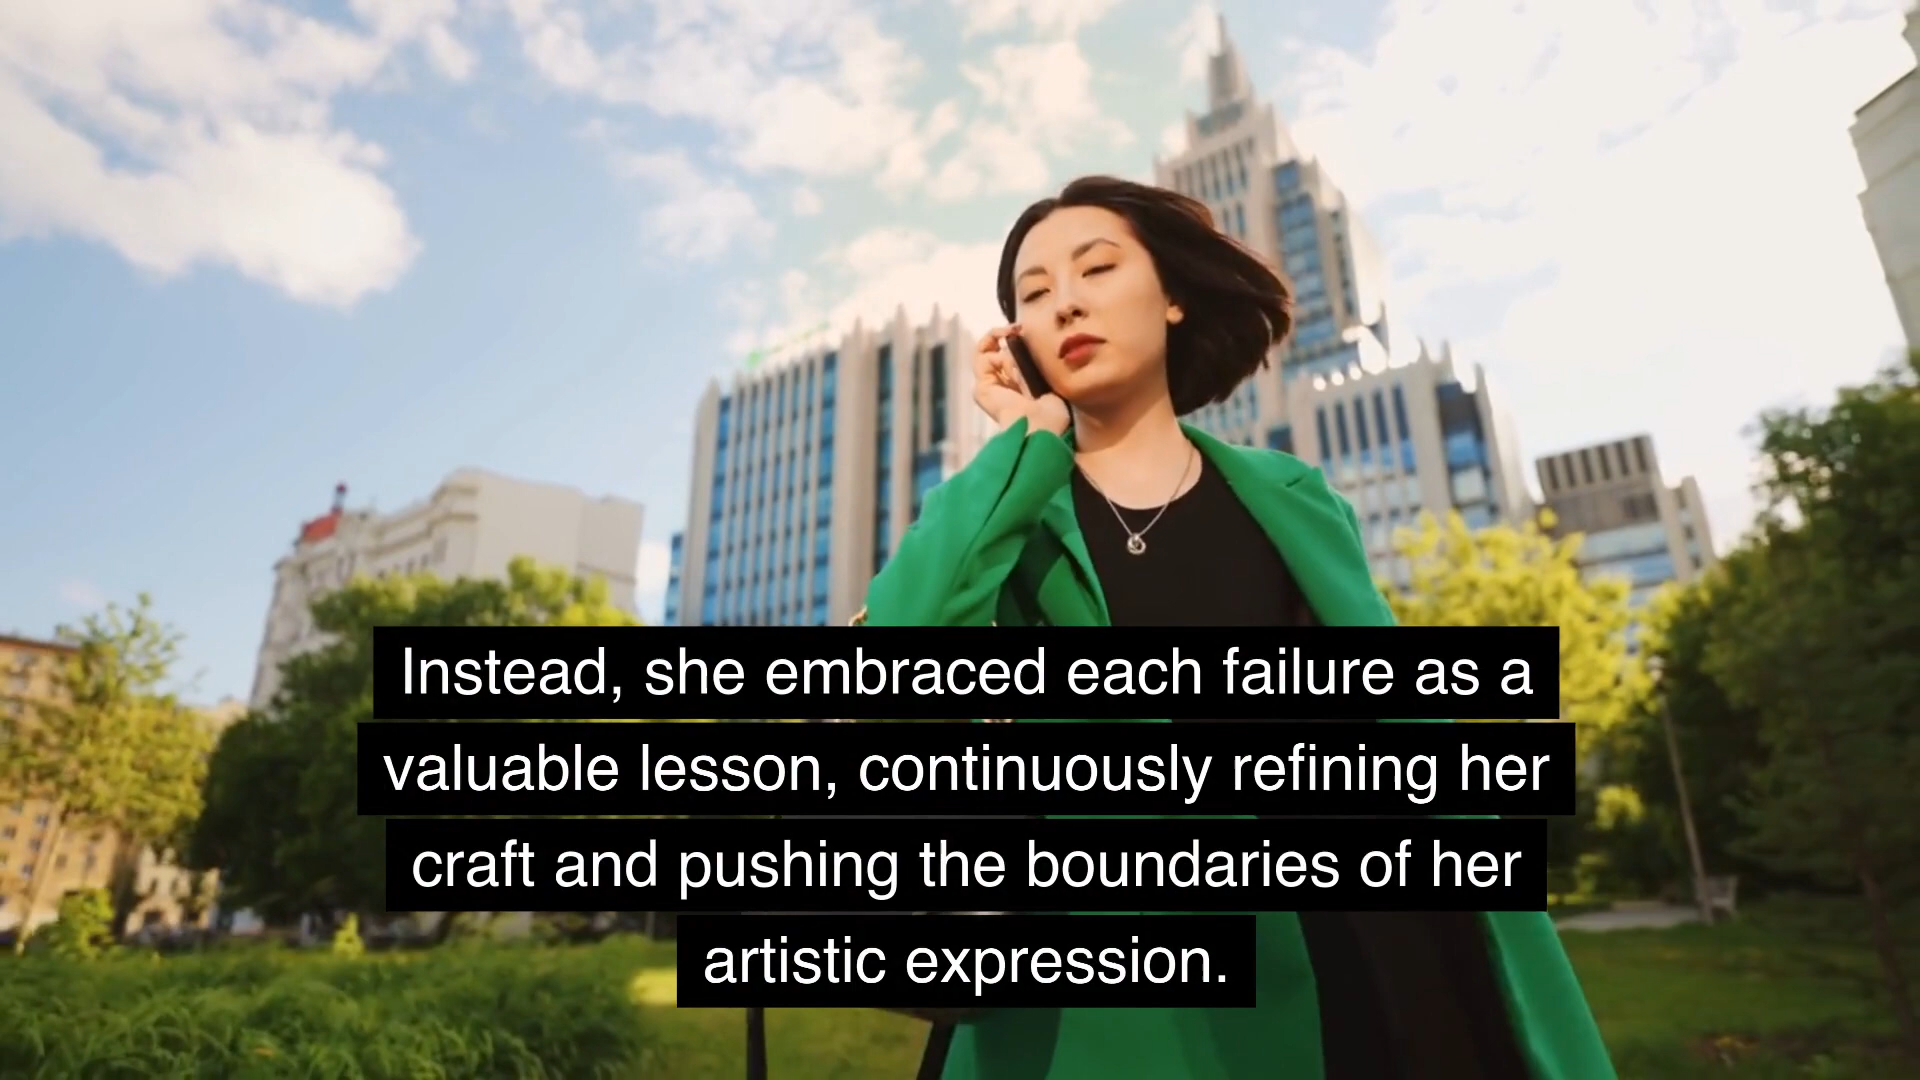 Instead, she embraced each failure as a
valuable lesson, continuously refining her
craft and pushing the boundaries of her
artistic expression.